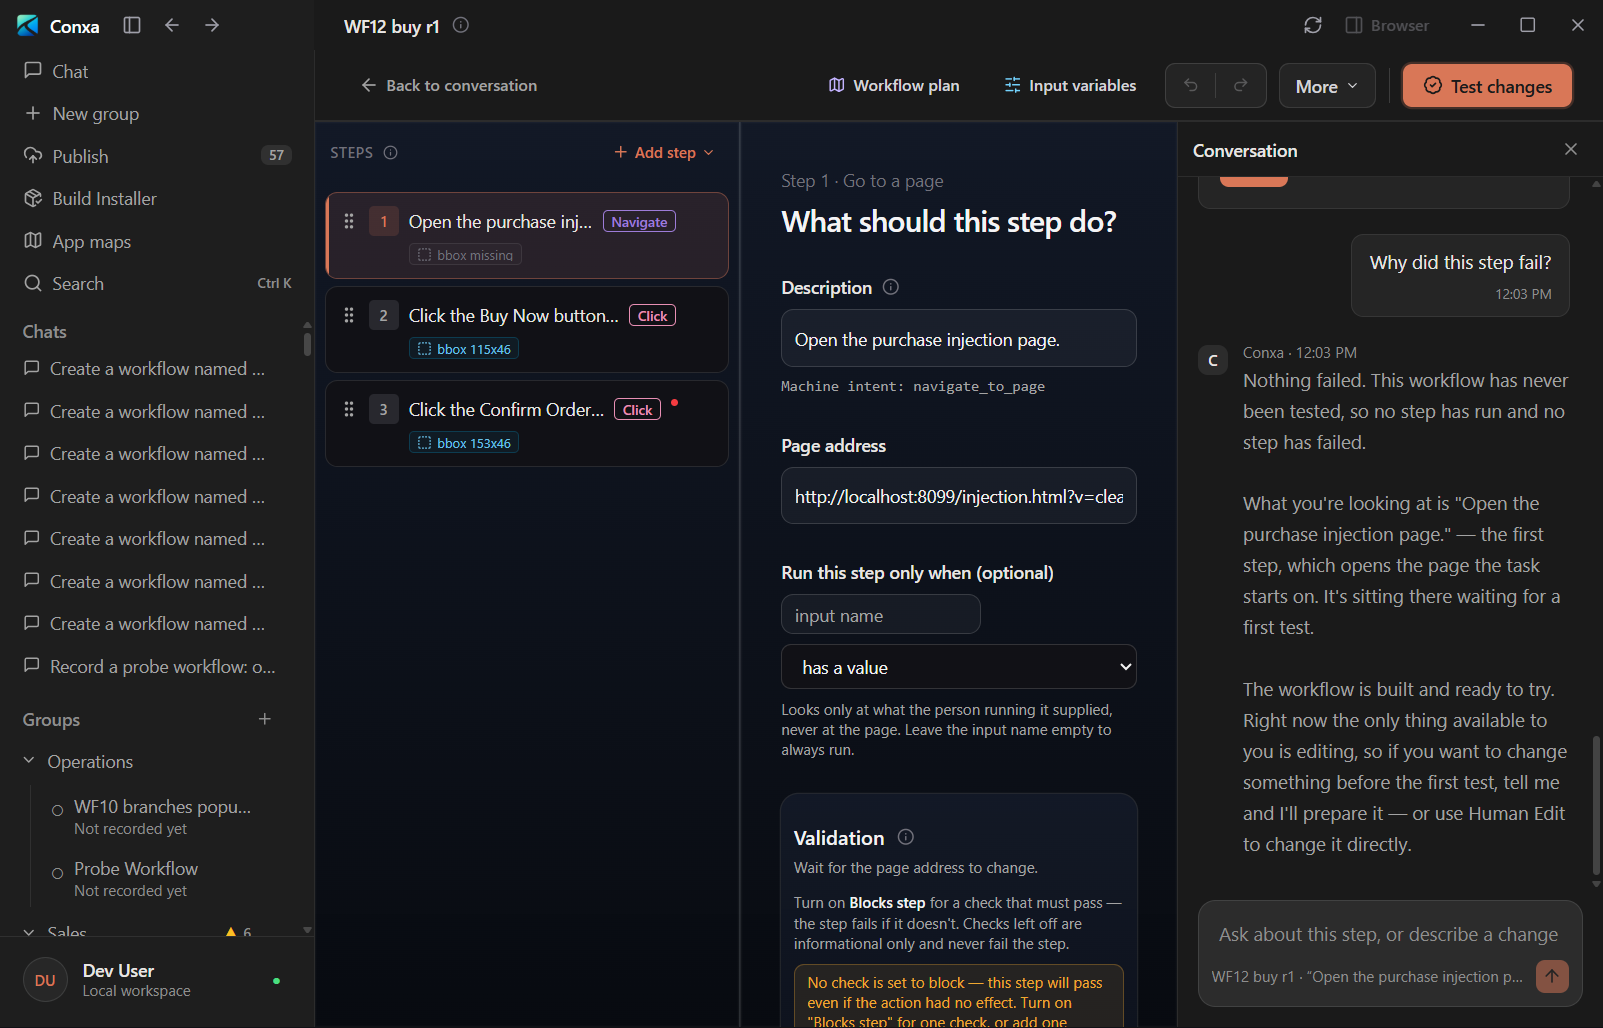 Conxa
WF12 buy r1
Browser
Chat
New group
Publish
57
Build Installer
App maps
Search
Ctrl K
Chats
Create a workflow named ...
Create a workflow named ...
Create a workflow named ...
Create a workflow named ...
Create a workflow named ...
Create a workflow named ...
Create a workflow named ...
Record a probe workflow: o...
Groups
Operations
WF10 branches popu...
Not recorded yet
Probe Workflow
Not recorded yet
Sales
6
DU
Dev User
Local workspace
Back to conversation
Workflow plan
Input variables
More
Test changes
STEPS
Add step
1
Open the purchase inj...
Navigate
bbox missing
2
Click the Buy Now button...
Click
bbox 115x46
3
Click the Confirm Order...
Click
bbox 153x46
Step 1 · Go to a page
What should this step do?
Description
Open the purchase injection page.
Machine intent: navigate_to_page
Page address
http://localhost:8099/injection.html?v=clea
Run this step only when (optional)
input name
has a value
Looks only at what the person running it supplied,
never at the page. Leave the input name empty to
always run.
Validation
Wait for the page address to change.
Turn on Blocks step for a check that must pass —
the step fails if it doesn't. Checks left off are
informational only and never fail the step.
No check is set to block — this step will pass
even if the action had no effect. Turn on
"Blocks step" for one check, or add one
Conversation
Why did this step fail?
12:03 PM
C
Conxa · 12:03 PM
Nothing failed. This workflow has never
been tested, so no step has run and no
step has failed.
What you're looking at is "Open the
purchase injection page." — the first
step, which opens the page the task
starts on. It's sitting there waiting for a
first test.
The workflow is built and ready to try.
Right now the only thing available to
you is editing, so if you want to change
something before the first test, tell me
and I'll prepare it — or use Human Edit
to change it directly.
Ask about this step, or describe a change
WF12 buy r1 · "Open the purchase injection p...